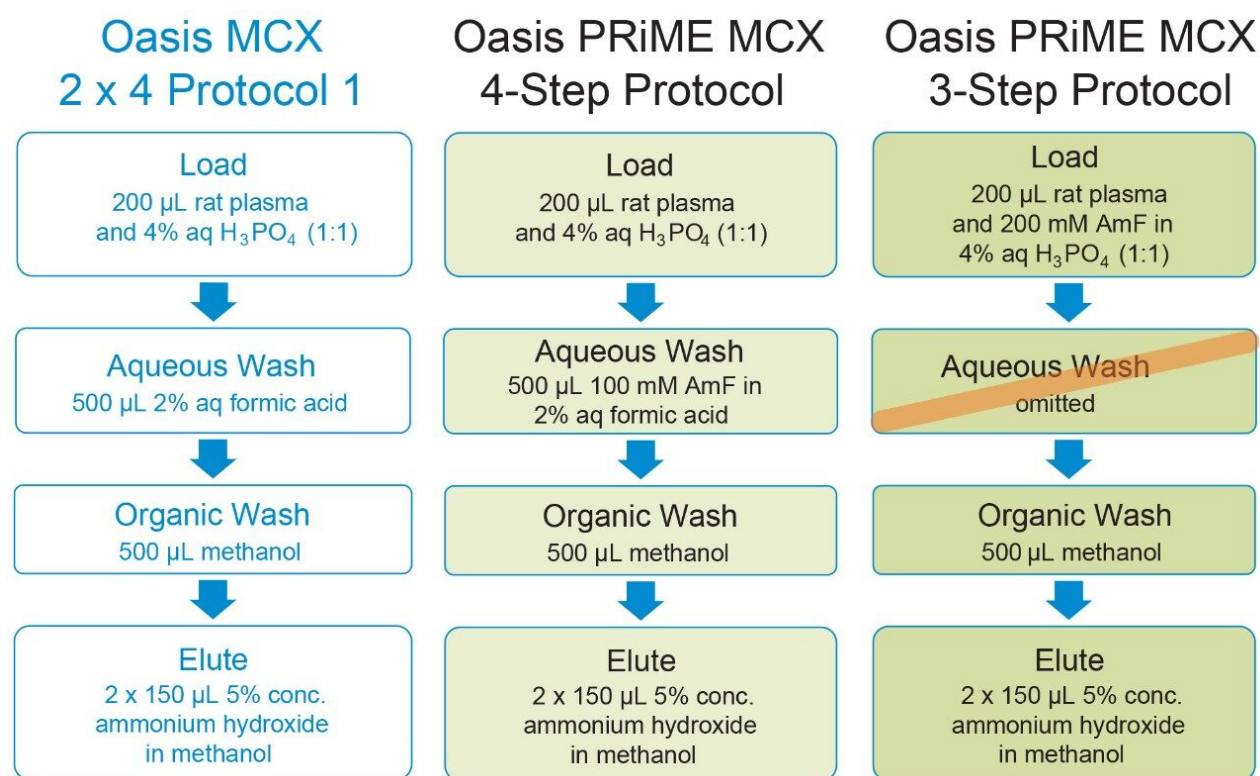 Oasis MCX
2 x 4 Protocol 1
Load
200 µL rat plasma
and 4% aq H₃PO₄ (1:1)
Aqueous Wash
500 µL 2% aq formic acid
Organic Wash
500 µL methanol
Elute
2 x 150 µL 5% conc.
ammonium hydroxide
in methanol
Oasis PRiME MCX
4-Step Protocol
Load
200 µL rat plasma
and 4% aq H₃PO₄ (1:1)
Aqueous Wash
500 µL 100 mM AmF in
2% aq formic acid
Organic Wash
500 µL methanol
Elute
2 x 150 µL 5% conc.
ammonium hydroxide
in methanol
Oasis PRiME MCX
3-Step Protocol
Load
200 µL rat plasma
and 200 mM AmF in
4% aq H₃PO₄ (1:1)
Aqueous Wash
omitted
Organic Wash
500 µL methanol
Elute
2 x 150 µL 5% conc.
ammonium hydroxide
in methanol